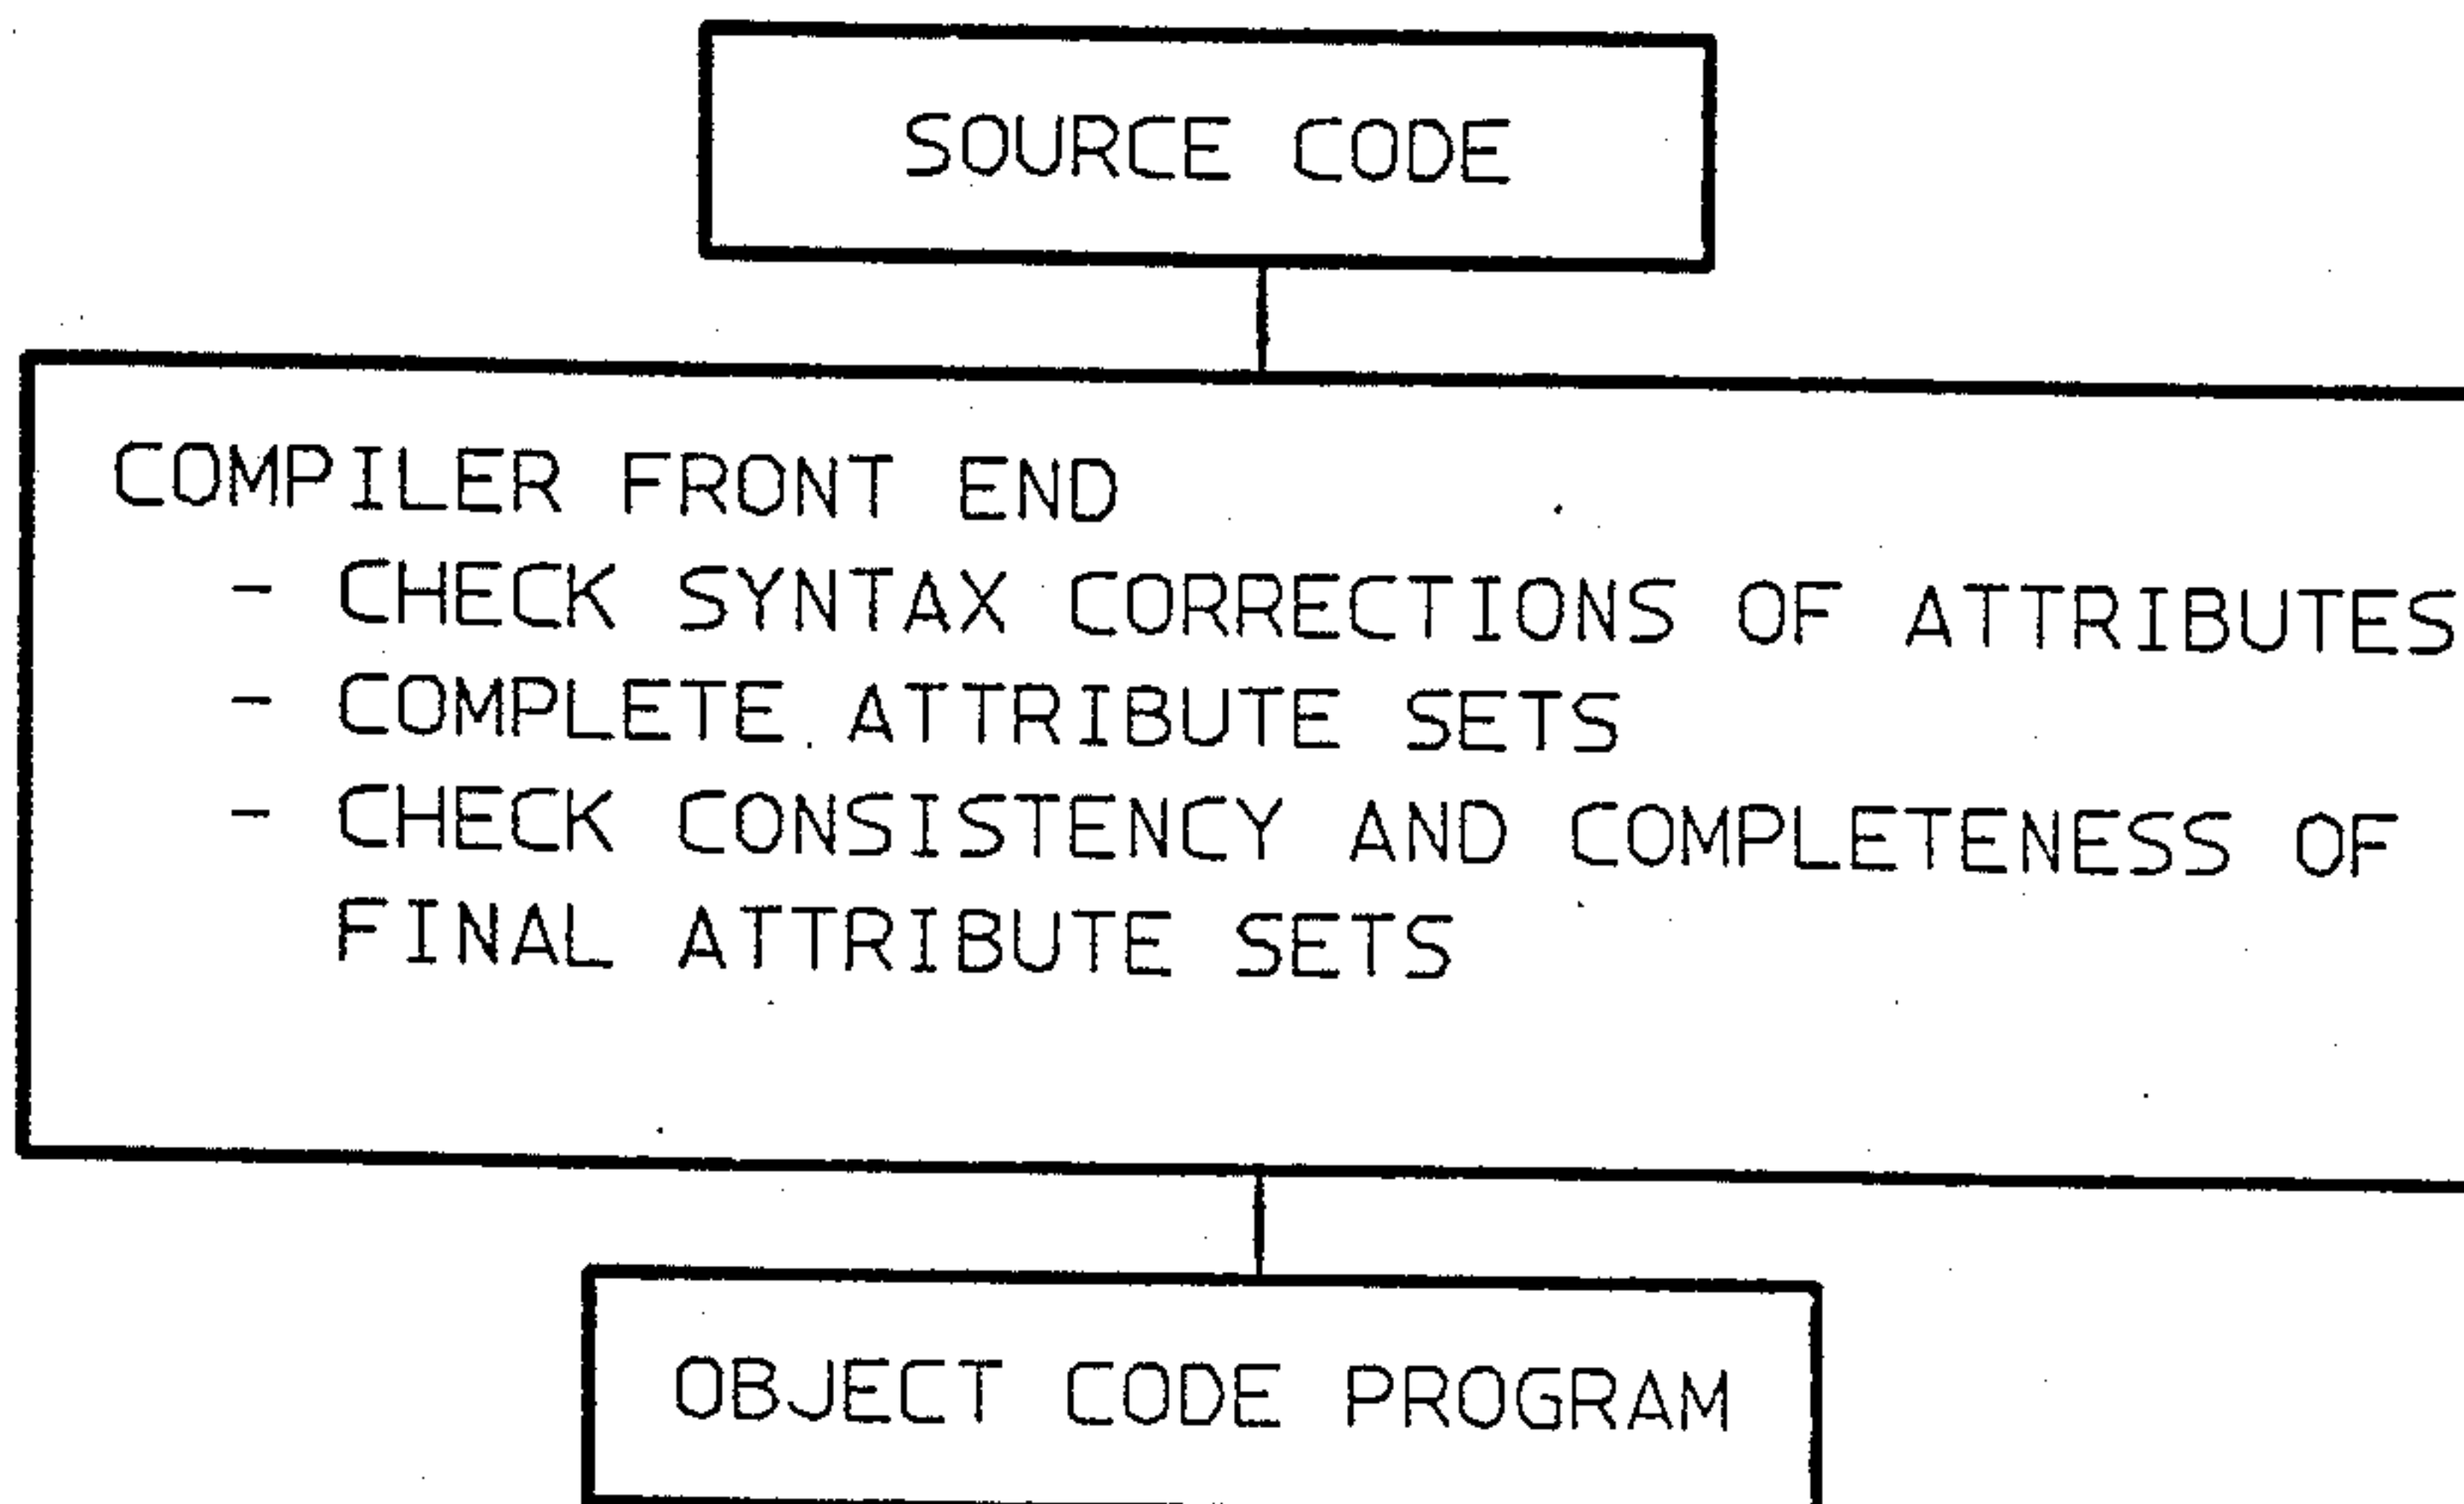 SOURCE CODE
COMPILER FRONT END
- CHECK SYNTAX CORRECTIONS OF ATTRIBUTES
- COMPLETE ATTRIBUTE SETS
- CHECK CONSISTENCY AND COMPLETENESS OF
FINAL ATTRIBUTE SETS
OBJECT CODE PROGRAM